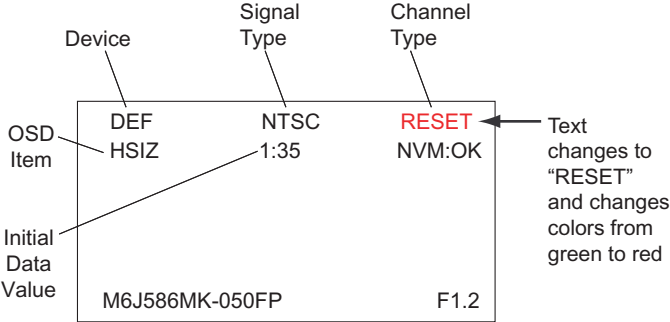 Device
Signal
Type
Channel
Type
DEF NTSC RESET
HSIZ 1:35 NVM:OK
OSD
Item
Initial
Data
Value
M6J586MK-050FP F1.2
Text
changes to
“RESET”
and changes
colors from
green to red